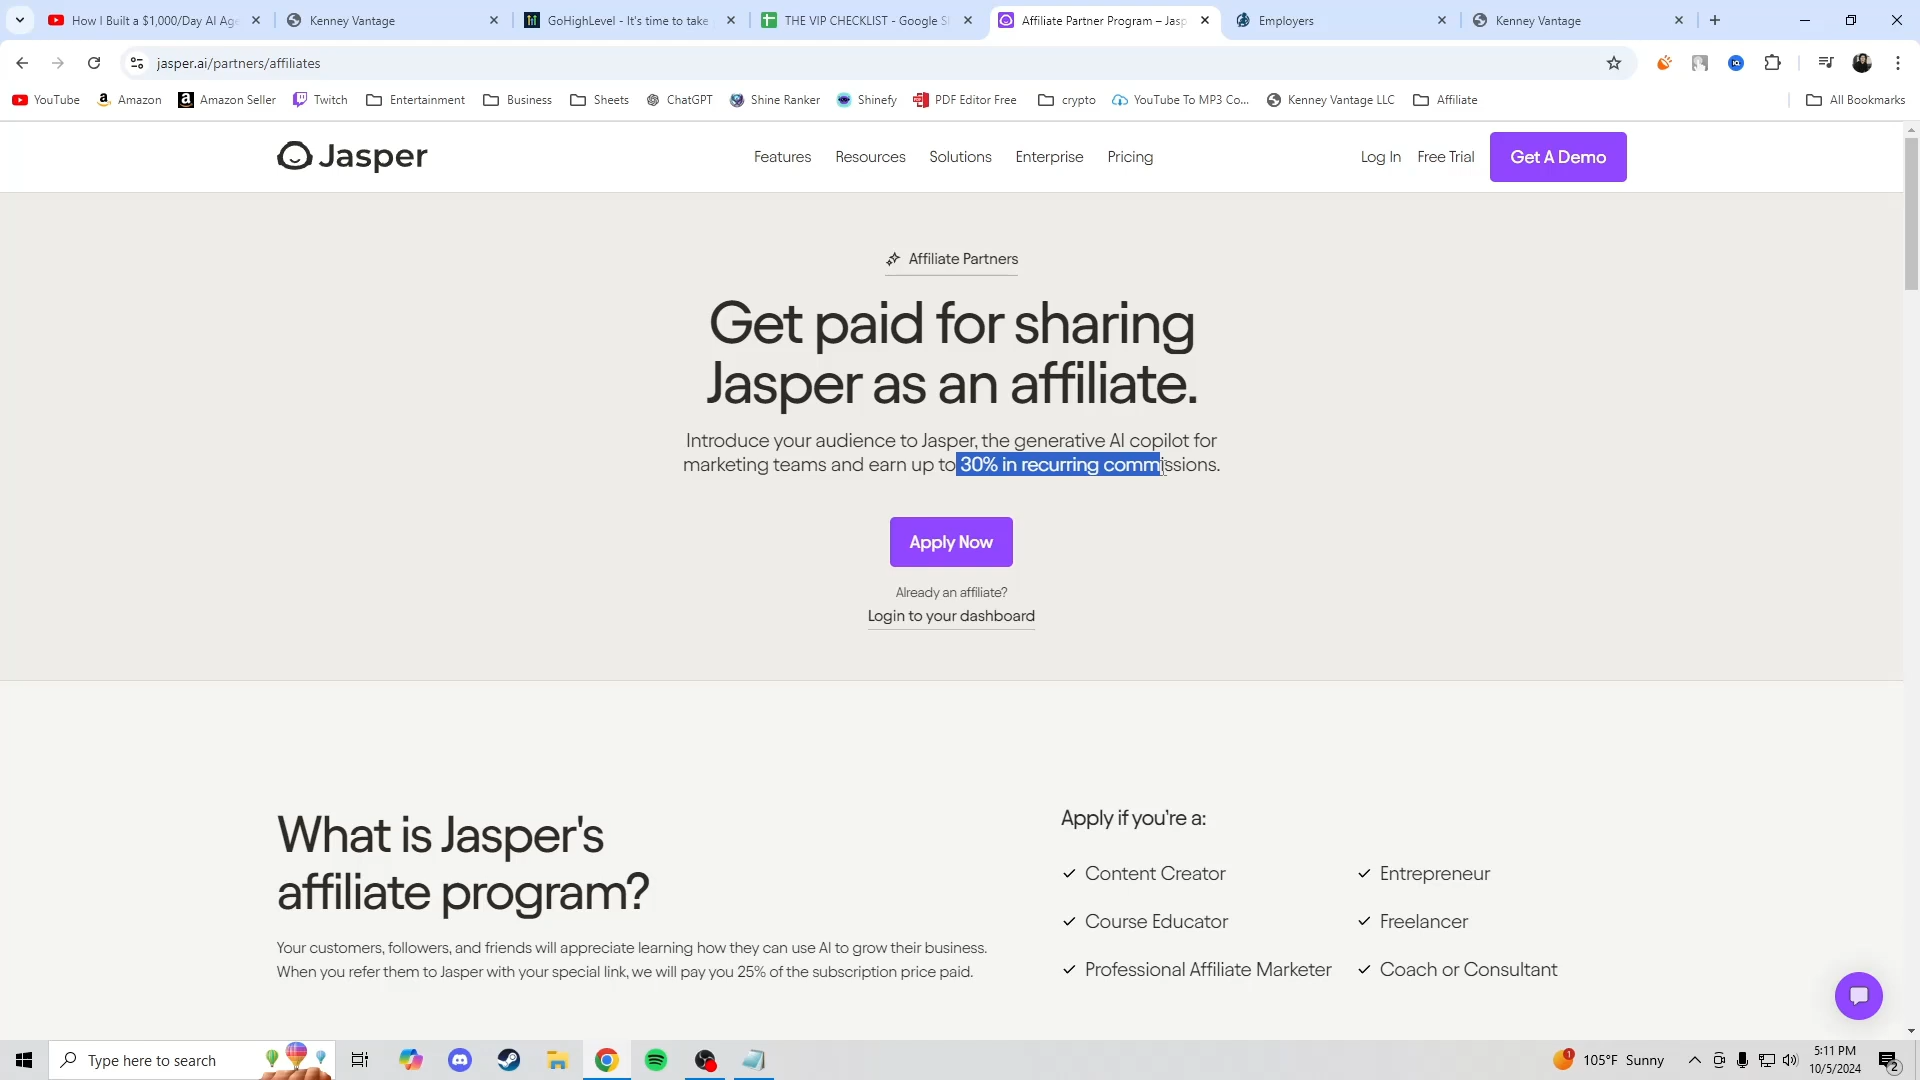 How I Built a $1,000/Day AI Age
Kenney Vantage
GoHighLevel - It's time to take
THE VIP CHECKLIST - Google S
Affiliate Partner Program – Jasp
Employers
Kenney Vantage
jasper.ai/partners/affiliates
YouTube
Amazon
Amazon Seller
Twitch
Entertainment
Business
Sheets
ChatGPT
Shine Ranker
Shinefy
PDF Editor Free
crypto
YouTube To MP3 Co...
Kenney Vantage LLC
Affiliate
All Bookmarks
Jasper
Features
Resources
Solutions
Enterprise
Pricing
Log In
Free Trial
Get A Demo
Affiliate Partners
Get paid for sharing
Jasper as an affiliate.
Introduce your audience to Jasper, the generative AI copilot for
marketing teams and earn up to 30% in recurring commissions.
Apply Now
Already an affiliate?
Login to your dashboard
What is Jasper's
affiliate program?
Your customers, followers, and friends will appreciate learning how they can use AI to grow their business.
When you refer them to Jasper with your special link, we will pay you 25% of the subscription price paid.
Apply if you're a:
Content Creator
Entrepreneur
Course Educator
Freelancer
Professional Affiliate Marketer
Coach or Consultant
Type here to search
1
105°F Sunny
5:11 PM
10/5/2024
2